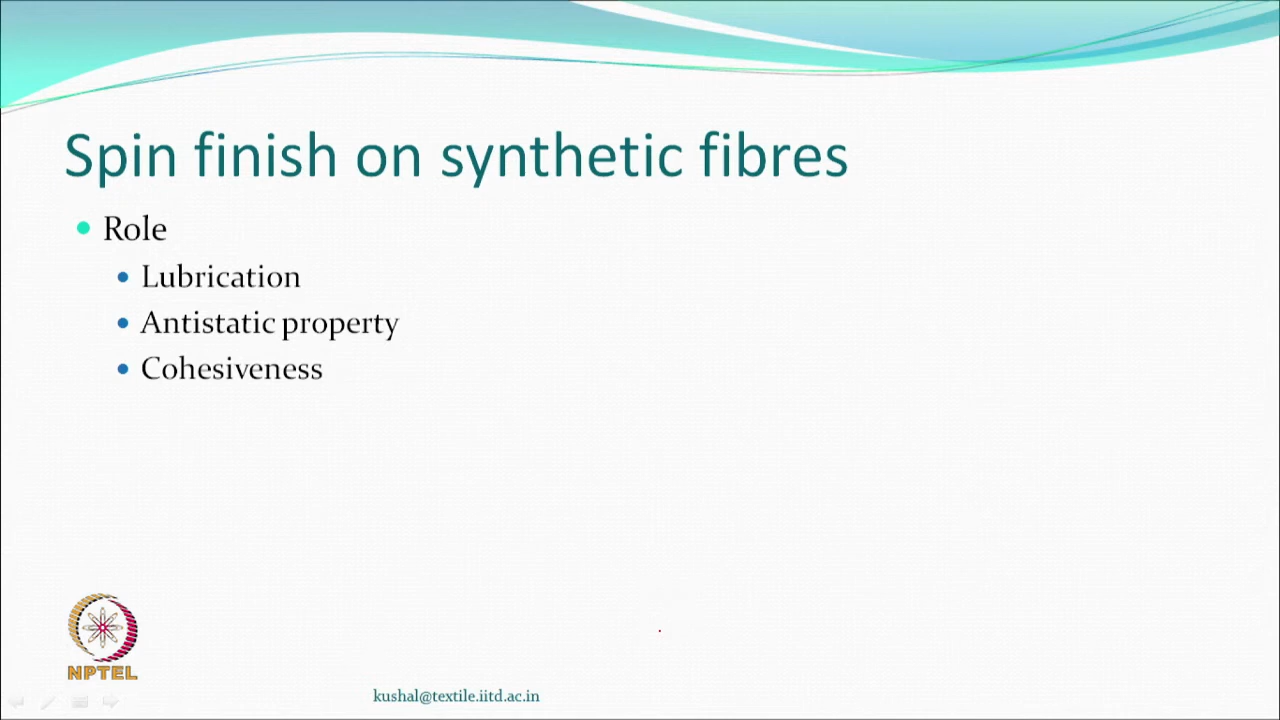 Spin finish on synthetic fibres
Role
Lubrication
Antistatic property
Cohesiveness
NPTEL
kushal@textile.iitd.ac.in